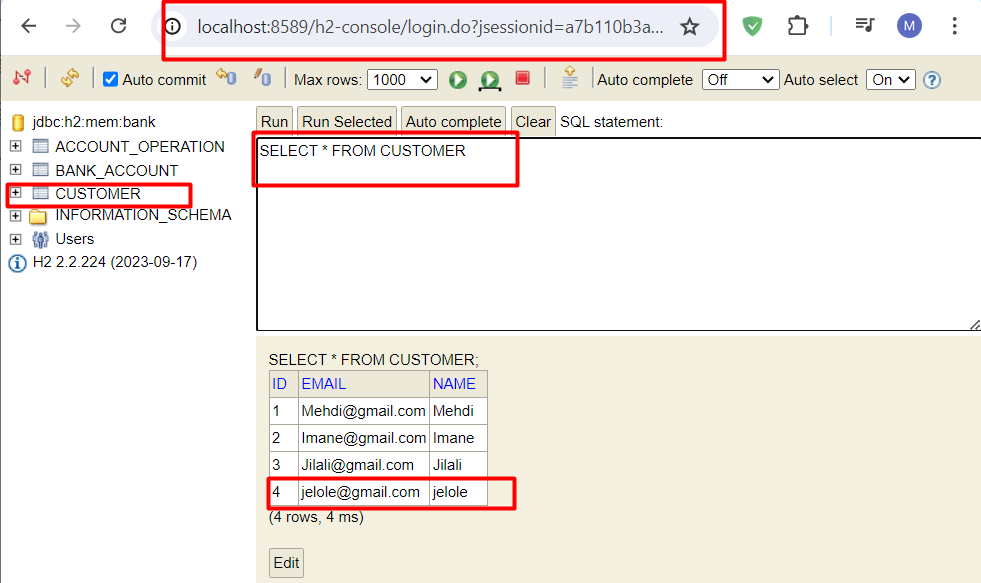 localhost:8589/h2-console/login.do?jsessionid=a7b110b3a...
M
Auto commit
Max rows: 1000
Auto complete Off
Auto select On
?
jdbc:h2:mem:bank
ACCOUNT_OPERATION
BANK_ACCOUNT
CUSTOMER
INFORMATION_SCHEMA
Users
H2 2.2.224 (2023-09-17)
Run Run Selected Auto complete Clear SQL statement:
SELECT * FROM CUSTOMER
SELECT * FROM CUSTOMER;
ID EMAIL NAME
1 Mehdi@gmail.com Mehdi
2 Imane@gmail.com Imane
3 Jilali@gmail.com Jilali
4 jelole@gmail.com jelole
(4 rows, 4 ms)
Edit